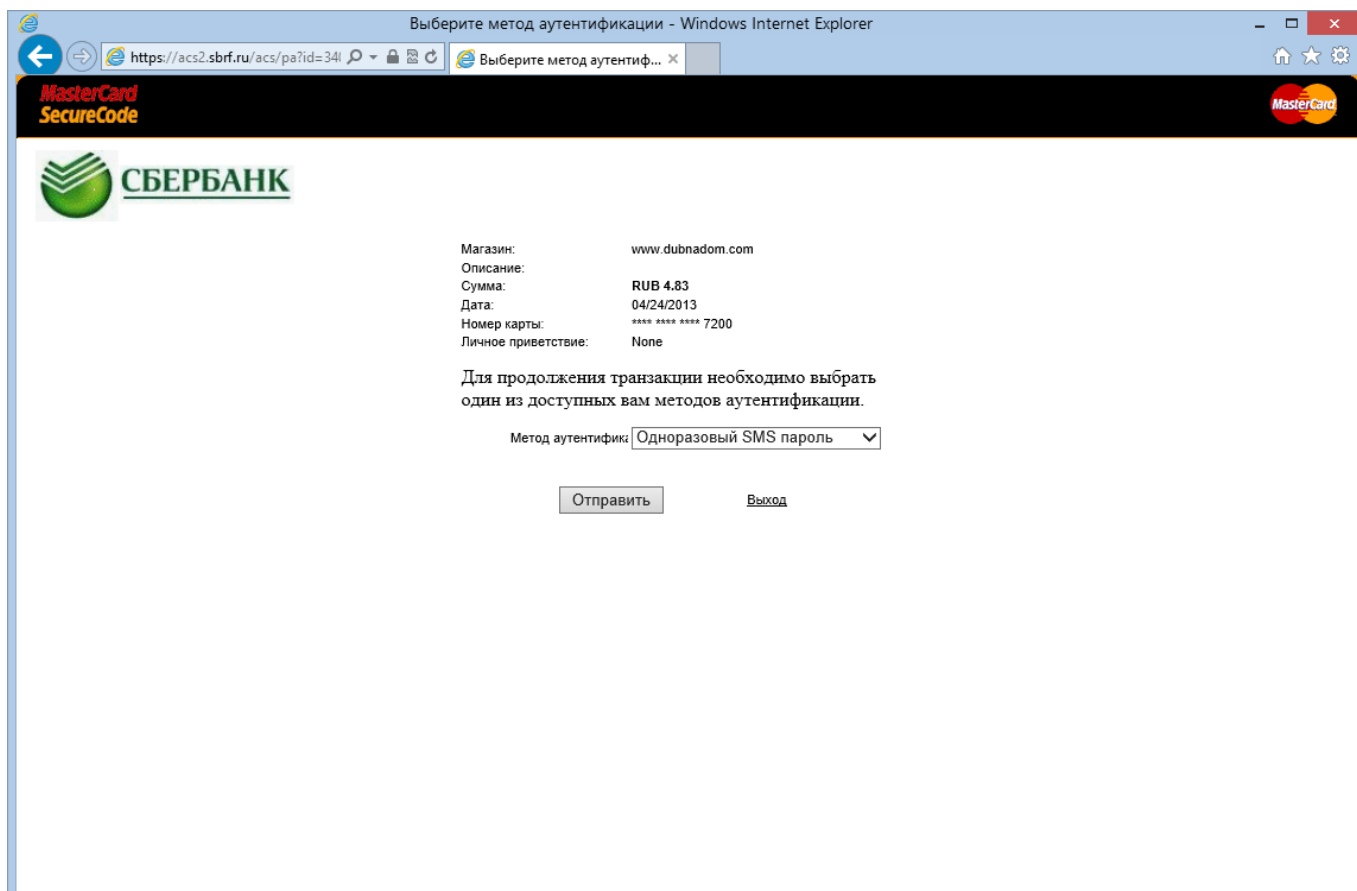 Выберите метод аутентификации - Windows Internet Explorer
https://acs2.sbrf.ru/acs/pa?id=34 Выберите метод аутентиф...
MasterCard
SecureCode
MasterCard
СБЕРБАНК
Магазин: www.dubnadom.com
Описание:
Сумма: RUB 4.83
Дата: 04/24/2013
Номер карты: **** **** **** 7200
Личное приветствие: None
Для продолжения транзакции необходимо выбрать
один из доступных вам методов аутентификации.
Метод аутентифика Одноразовый SMS пароль
Отправить Выход